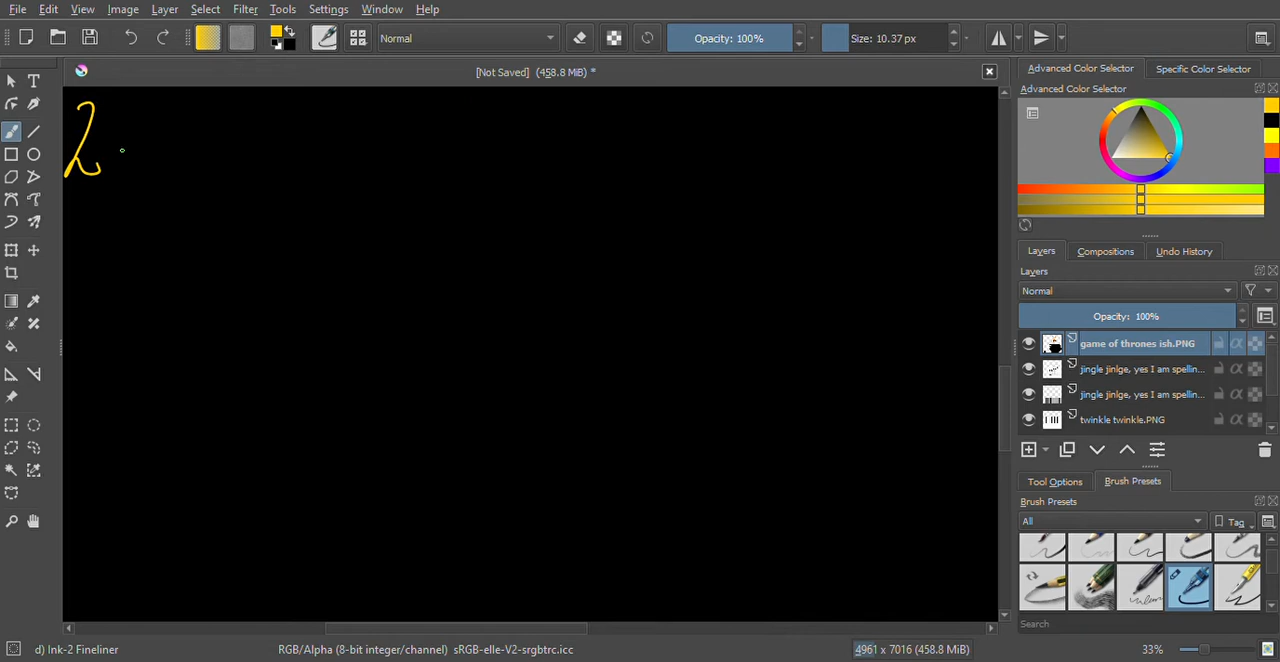 File Edit View Image Layer Select Filter Tools Settings Window Help
Normal Opacity: 100% Size: 10.37 px
[Not Saved] (458.8 MiB) *
2
Advanced Color Selector Specific Color Selector
Advanced Color Selector
Layers Compositions Undo History
Layers
Normal
Opacity: 100%
game of thrones ish.PNG
jingle jinlge, yes I am spellin...
jingle jinlge, yes I am spellin...
twinkle twinkle.PNG
Tool Options Brush Presets
Brush Presets
All Tag
Search
d) Ink-2 Fineliner RGB/Alpha (8-bit integer/channel) sRGB-elle-V2-srgbtrc.icc 4961 x 7016 (458.8 MiB) 33%